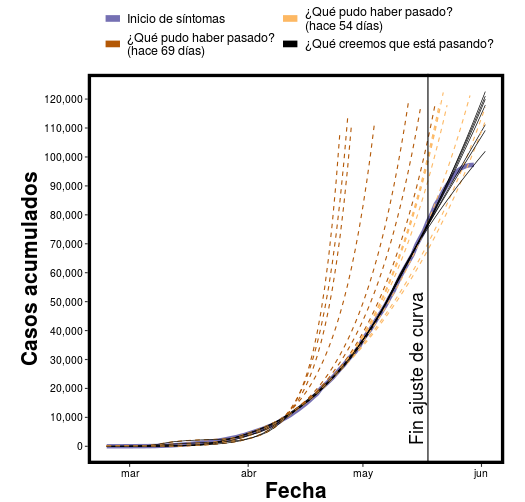 Inicio de síntomas
¿Qué pudo haber pasado?
(hace 69 días)
¿Qué pudo haber pasado?
(hace 54 días)
¿Qué creemos que está pasando?
Casos acumulados
120,000
110,000
100,000
90,000
80,000
70,000
60,000
50,000
40,000
30,000
20,000
10,000
0
Fin ajuste de curva
mar
abr
may
jun
Fecha